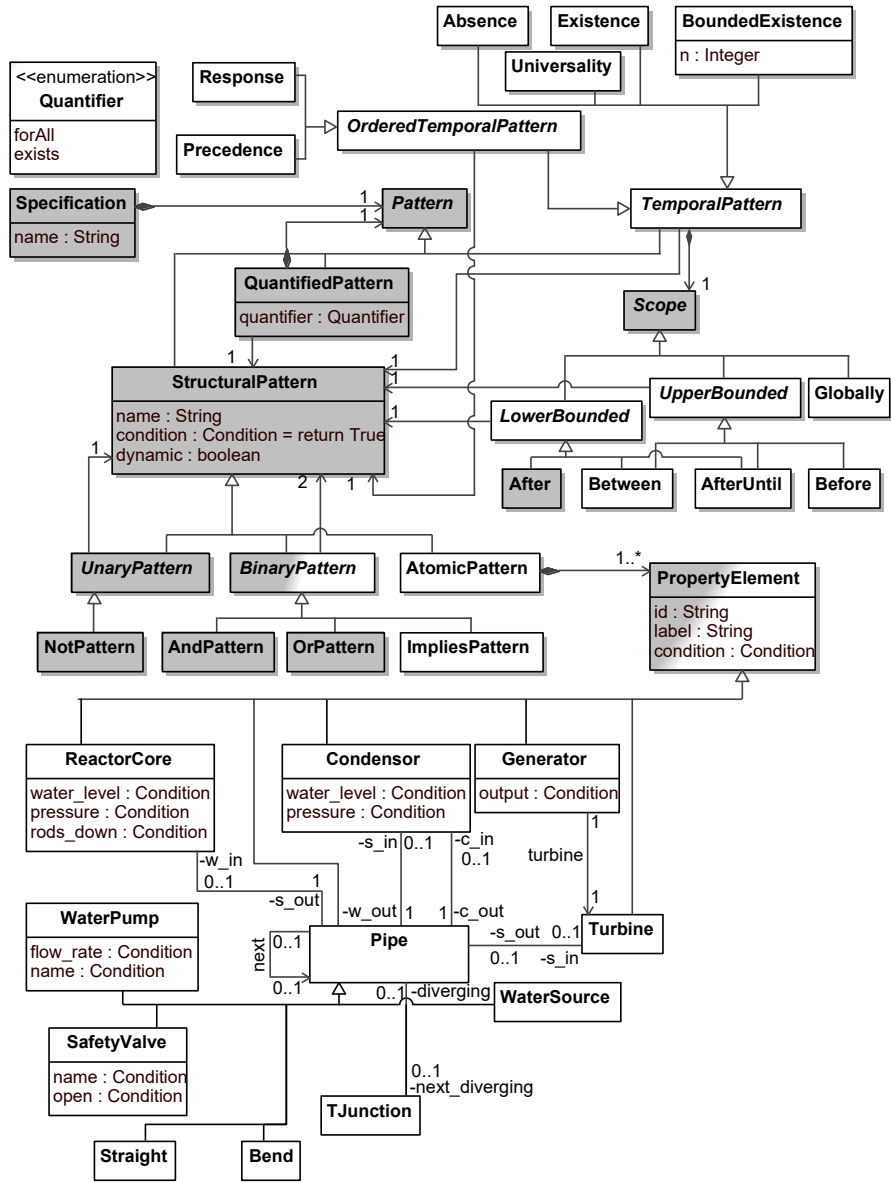 Absence
Existence
BoundedExistence
n : Integer
Universality
<<enumeration>>
Quantifier
forAll
exists
Response
Precedence
OrderedTemporalPattern
Specification
name : String
1
1
Pattern
TemporalPattern
QuantifiedPattern
quantifier : Quantifier
1
Scope
1
StructuralPattern
name : String
condition : Condition = return True
dynamic : boolean
1
1
1
1
2
1
LowerBounded
UpperBounded
Globally
After
Between
AfterUntil
Before
UnaryPattern
BinaryPattern
AtomicPattern
1..*
PropertyElement
id : String
label : String
condition : Condition
NotPattern
AndPattern
OrPattern
ImpliesPattern
ReactorCore
water_level : Condition
pressure : Condition
rods_down : Condition
Condensor
water_level : Condition
pressure : Condition
Generator
output : Condition
-w_in
0..1
1
-s_out
-s_in
0..1
-c_in
0..1
1
turbine
1
-w_out
1
1
-c_out
WaterPump
flow_rate : Condition
name : Condition
next
0..1
0..1
Pipe
-s_out
0..1
0..1
-s_in
Turbine
0..1
-diverging
WaterSource
SafetyValve
name : Condition
open : Condition
0..1
-next_diverging
TJunction
Straight
Bend